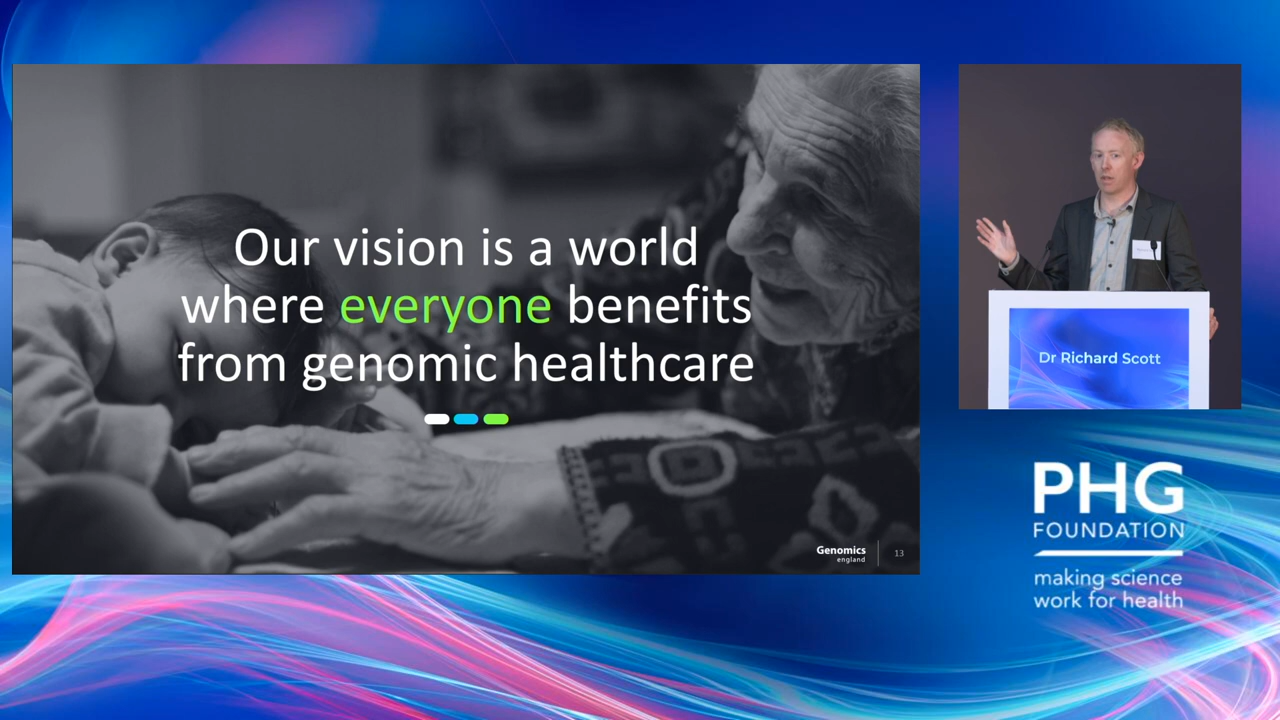 Our vision is a world
where everyone benefits
from genomic healthcare
Genomics
england
13
Dr Richard Scott
PHG
FOUNDATION
making science
work for health